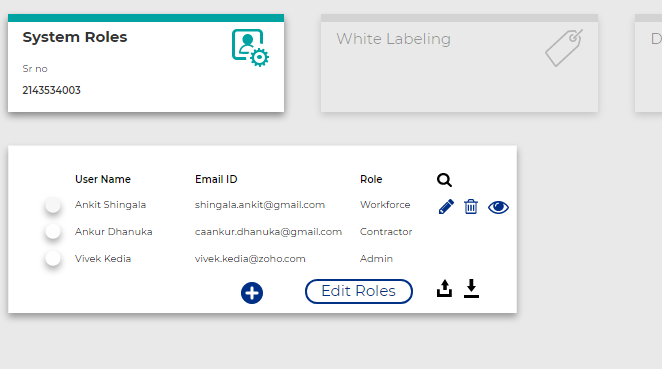 System Roles
White Labeling
D
Sr no
2143534003
User Name Email ID Role
Ankit Shingala shingala.ankit@gmail.com Workforce
Ankur Dhanuka caankur.dhanuka@gmail.com Contractor
Vivek Kedia vivek.kedia@zoho.com Admin
Edit Roles